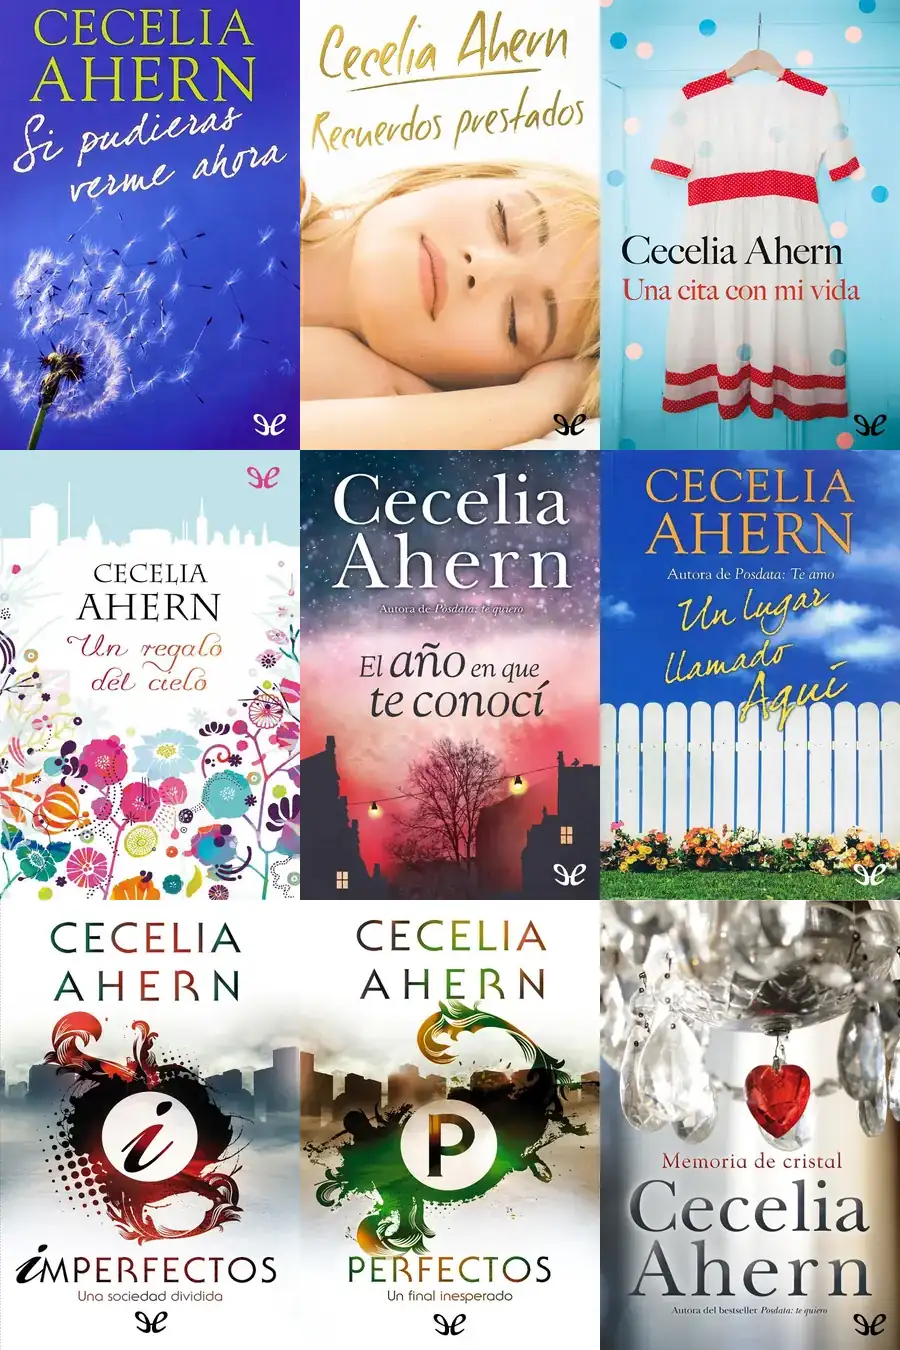 CECELIA
AHERN
Si pudieras
verme ahora
Cecelia Ahern
Recuerdos prestados
Cecelia Ahern
Una cita con mi vida
CECELIA
AHERN
Un regalo
del cielo
Cecelia
Ahern
Autora de Posdata: te quiero
El año en que
te conocí
CECELIA
AHERN
Autora de Posdata: Te amo
Un lugar
llamado
Aquí
CECELIA
AHERN
i
iMPERFECTOS
Una sociedad dividida
CECELIA
AHERN
P
PERFECTOS
Un final inesperado
Memoria de cristal
Cecelia
Ahern
Autora del bestseller Posdata: te quiero